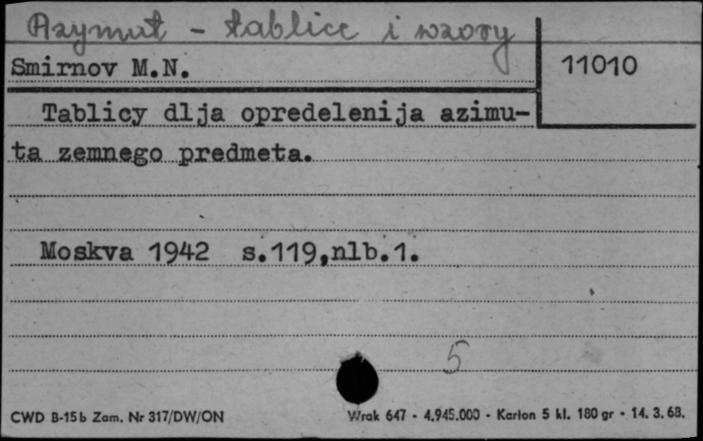 Azymut - tablice i wzory
Smirnov M.N.
11010
Tablicy dlja opredelenija azimu-
ta zemnego predmeta.
Moskva 1942 s.119,nlb.1.
5
CWD B-15b Zam. Nr 317/DW/ON
Wrak 647 - 4.945.000 - Karton 5 kl. 180 gr - 14. 3. 68.